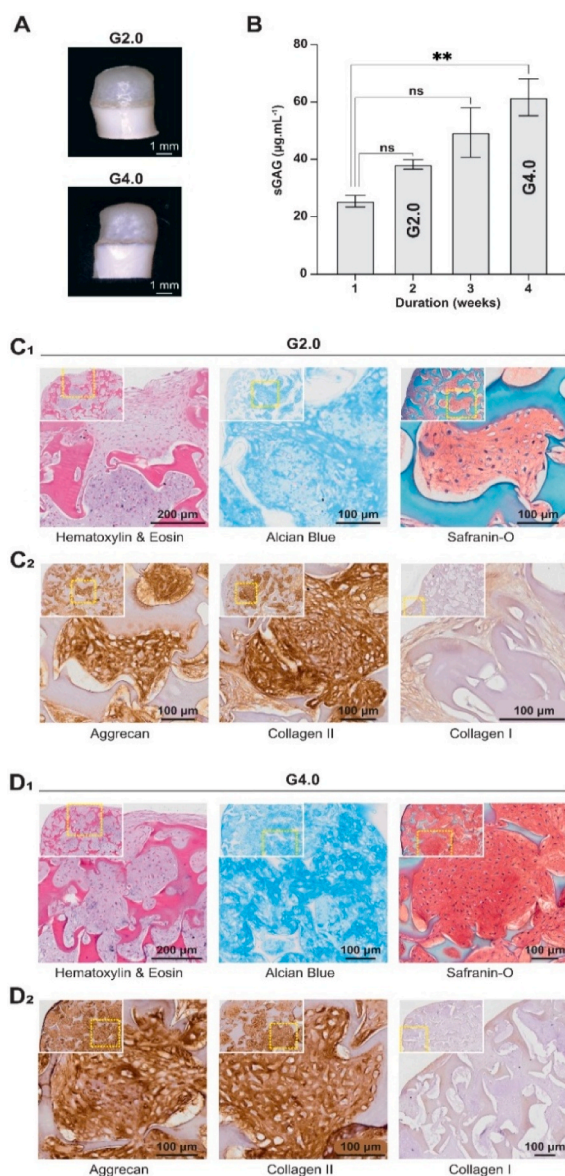 A
G2.0
1 mm
G4.0
1 mm
B
**
ns
ns
sGAG (µg.mL⁻¹)
80
60
40
20
0
G2.0
G4.0
1 2 3 4
Duration (weeks)
C₁
G2.0
200 µm
100 µm
100 µm
Hematoxylin & Eosin
Alcian Blue
Safranin-O
C₂
100 µm
100 µm
100 µm
Aggrecan
Collagen II
Collagen I
D₁
G4.0
200 µm
100 µm
100 µm
Hematoxylin & Eosin
Alcian Blue
Safranin-O
D₂
100 µm
100 µm
100 µm
Aggrecan
Collagen II
Collagen I